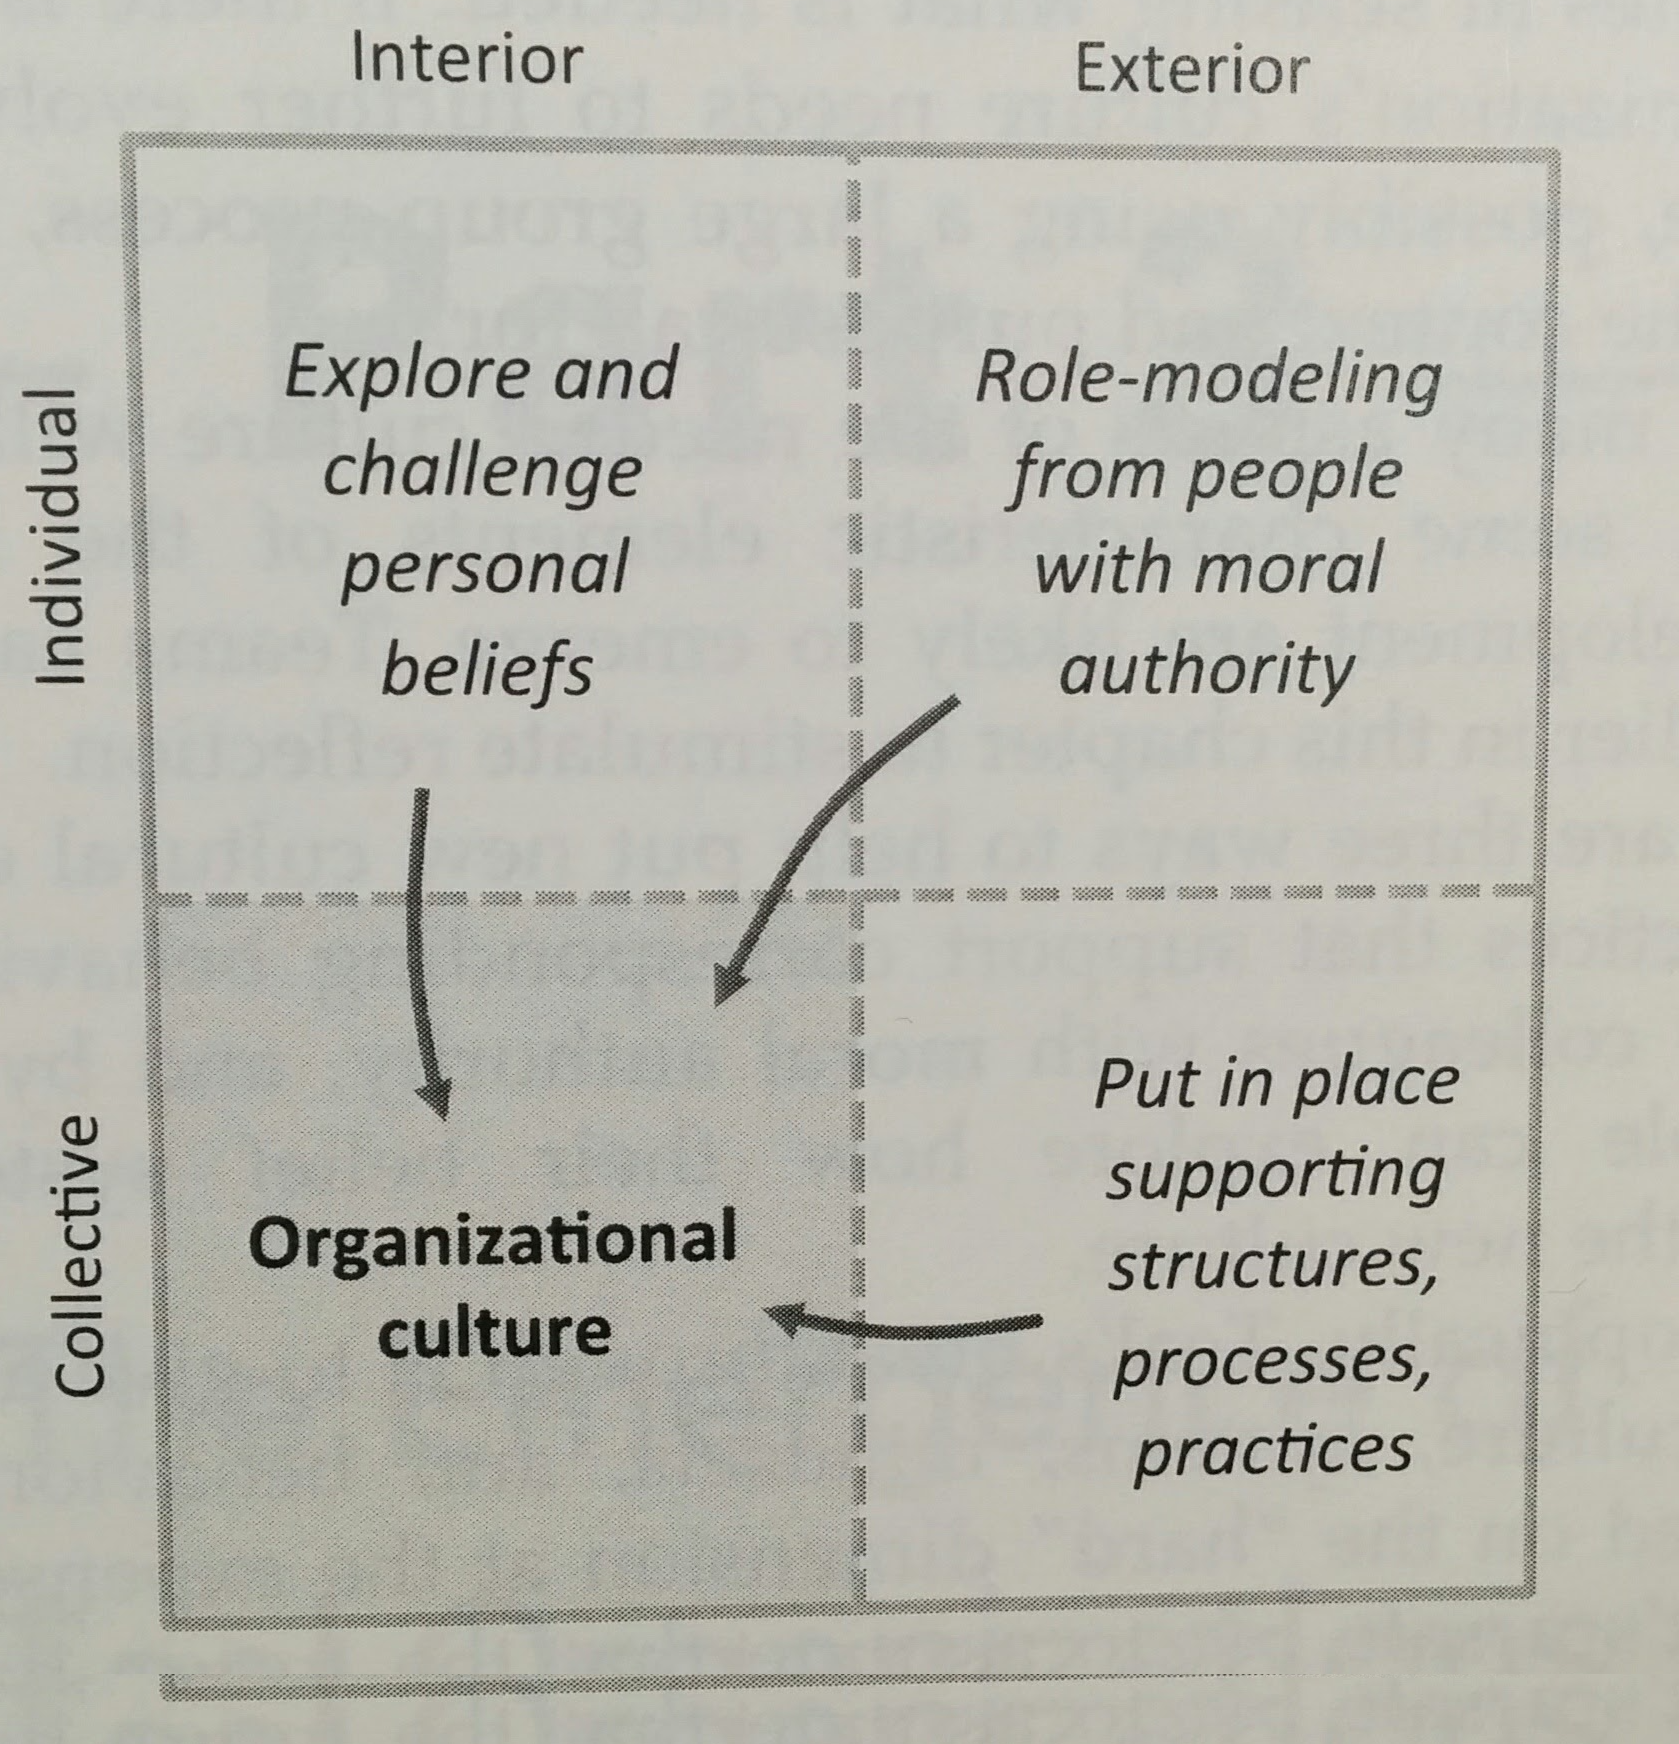 Interior
Exterior
Individual
Explore and
challenge
personal
beliefs
Role-modeling
from people
with moral
authority
Collective
Organizational
culture
Put in place
supporting
structures,
processes,
practices